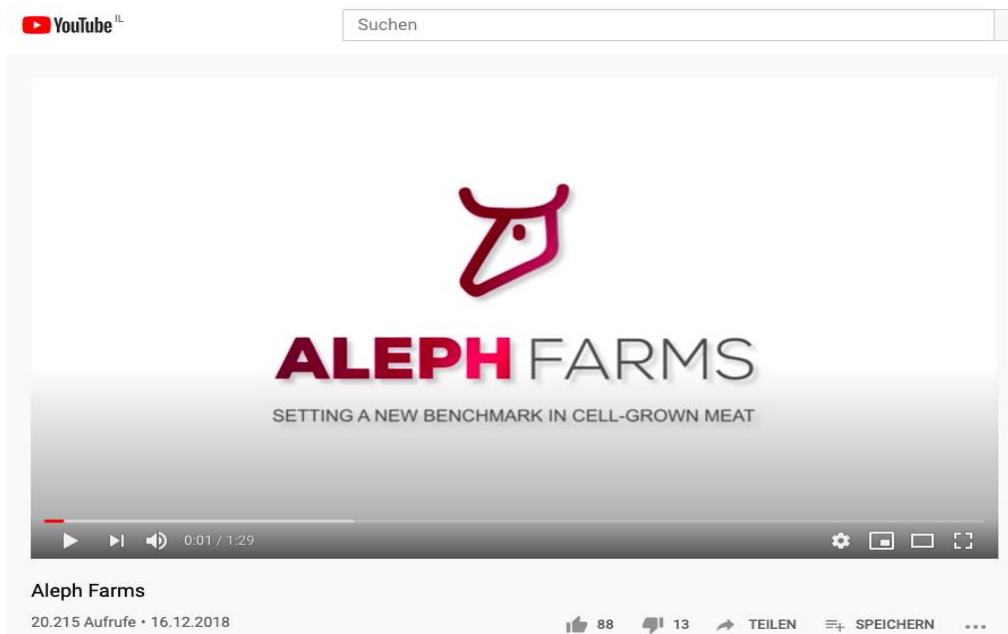 YouTube IL
Suchen
ALEPH FARMS
SETTING A NEW BENCHMARK IN CELL-GROWN MEAT
0:01 / 1:29
Aleph Farms
20.215 Aufrufe • 16.12.2018
88 13 TEILEN SPEICHERN